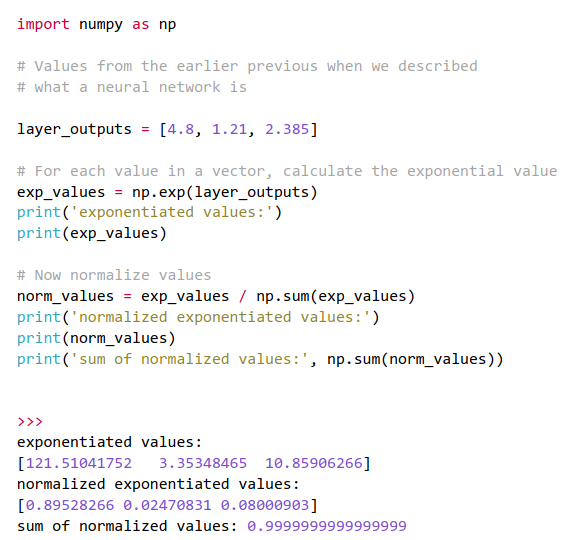 import numpy as np
# Values from the earlier previous when we described
# what a neural network is
layer_outputs = [4.8, 1.21, 2.385]
# For each value in a vector, calculate the exponential value
exp_values = np.exp(layer_outputs)
print('exponentiated values:')
print(exp_values)
# Now normalize values
norm_values = exp_values / np.sum(exp_values)
print('normalized exponentiated values:')
print(norm_values)
print('sum of normalized values:', np.sum(norm_values))
>>>
exponentiated values:
[121.51041752   3.35348465  10.85906266]
normalized exponentiated values:
[0.89528266 0.02470831 0.08000903]
sum of normalized values: 0.9999999999999999